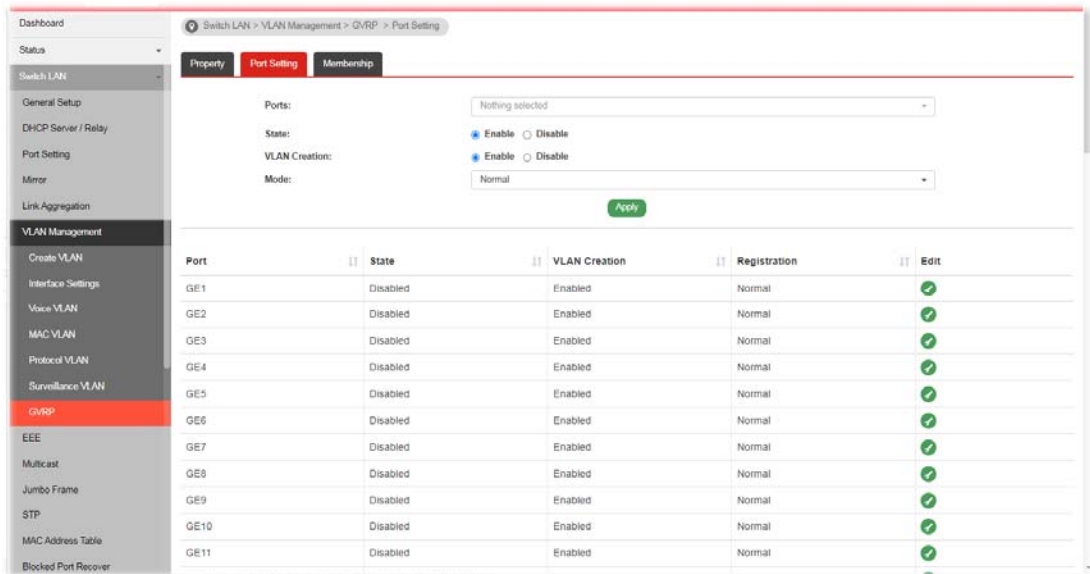 Dashboard
Status
Switch LAN
General Setup
DHCP Server / Relay
Port Setting
Mirror
Link Aggregation
VLAN Management
Create VLAN
Interface Settings
Voice VLAN
MAC VLAN
Protocol VLAN
Surveillance VLAN
GVRP
EEE
Multicast
Jumbo Frame
STP
MAC Address Table
Blocked Port Recover
Switch LAN > VLAN Management > GVRP > Port Setting
Property Port Setting Membership
Ports: Nothing selected
State: Enable Disable
VLAN Creation: Enable Disable
Mode: Normal
Apply
Port State VLAN Creation Registration Edit
GE1 Disabled Enabled Normal
GE2 Disabled Enabled Normal
GE3 Disabled Enabled Normal
GE4 Disabled Enabled Normal
GE5 Disabled Enabled Normal
GE6 Disabled Enabled Normal
GE7 Disabled Enabled Normal
GE8 Disabled Enabled Normal
GE9 Disabled Enabled Normal
GE10 Disabled Enabled Normal
GE11 Disabled Enabled Normal